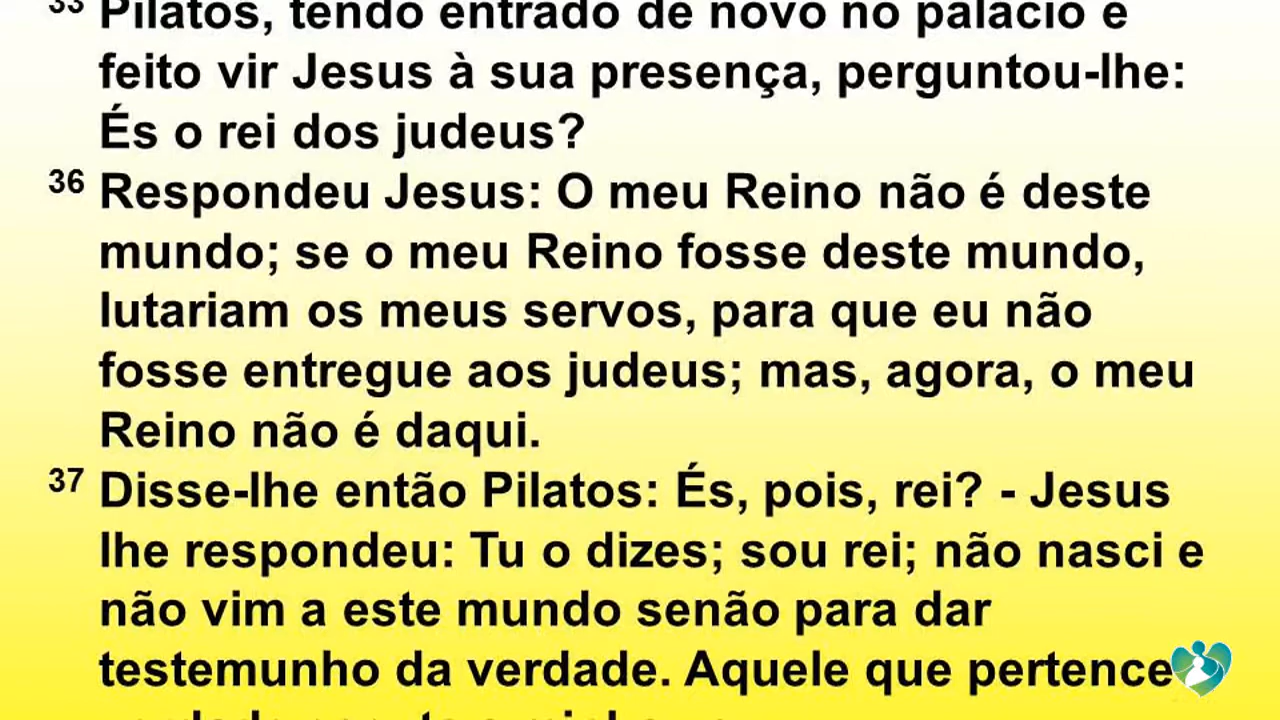 33 Pilatos, tendo entrado de novo no palácio e
feito vir Jesus à sua presença, perguntou-lhe:
És o rei dos judeus?
36 Respondeu Jesus: O meu Reino não é deste
mundo; se o meu Reino fosse deste mundo,
lutariam os meus servos, para que eu não
fosse entregue aos judeus; mas, agora, o meu
Reino não é daqui.
37 Disse-lhe então Pilatos: És, pois, rei? - Jesus
lhe respondeu: Tu o dizes; sou rei; não nasci e
não vim a este mundo senão para dar
testemunho da verdade. Aquele que pertence